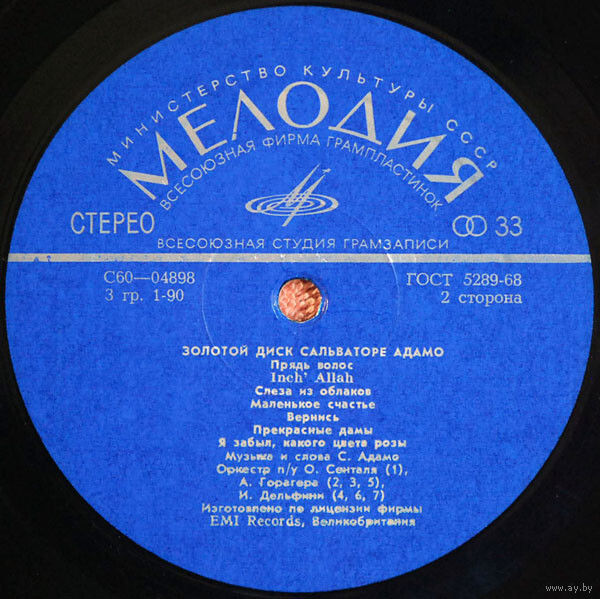 МИНИСТЕРСТВО КУЛЬТУРЫ СССР
МЕЛОДИЯ
ВСЕСОЮЗНАЯ ФИРМА ГРАМПЛАСТИНОК
СТЕРЕО
33
ВСЕСОЮЗНАЯ СТУДИЯ ГРАМЗАПИСИ
С60—04898
ГОСТ 5289-68
3 гр. 1-90
2 сторона
ЗОЛОТОЙ ДИСК САЛЬВАТОРЕ АДАМО
Прядь волос
Inch' Allah
Слеза из облаков
Маленькое счастье
Вернись
Прекрасные дамы
Я забыл, какого цвета розы
Музыка и слова С. Адамо
Оркестр п/у О. Сенталя (1),
А. Горагера (2, 3, 5),
И. Дельфини (4, 6, 7)
Изготовлено по лицензии фирмы
EMI Records, Великобритания
www.ay.by